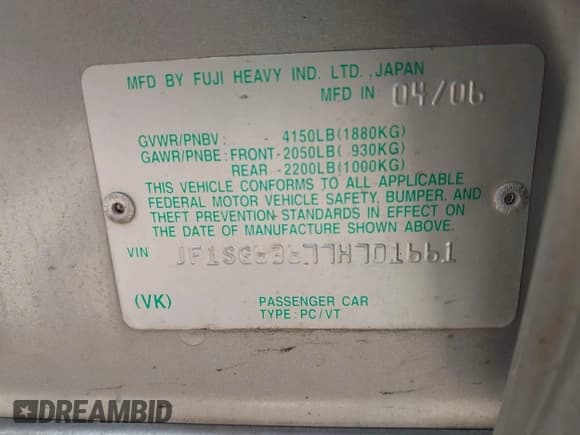 MFD BY FUJI HEAVY IND. LTD. ,JAPAN
MFD IN 04/06
GVWR/PNBV : 4150LB(1880KG)
GAWR/PNBE : FRONT-2050LB( 930KG)
REAR -2200LB(1000KG)
THIS VEHICLE CONFORMS TO ALL APPLICABLE
FEDERAL MOTOR VEHICLE SAFETY, BUMPER, AND
THEFT PREVENTION STANDARDS IN EFFECT ON
THE DATE OF MANUFACTURE SHOWN ABOVE.
VIN JF1SG63677H701661
(VK) PASSENGER CAR
TYPE : PC/VT
DREAMBID